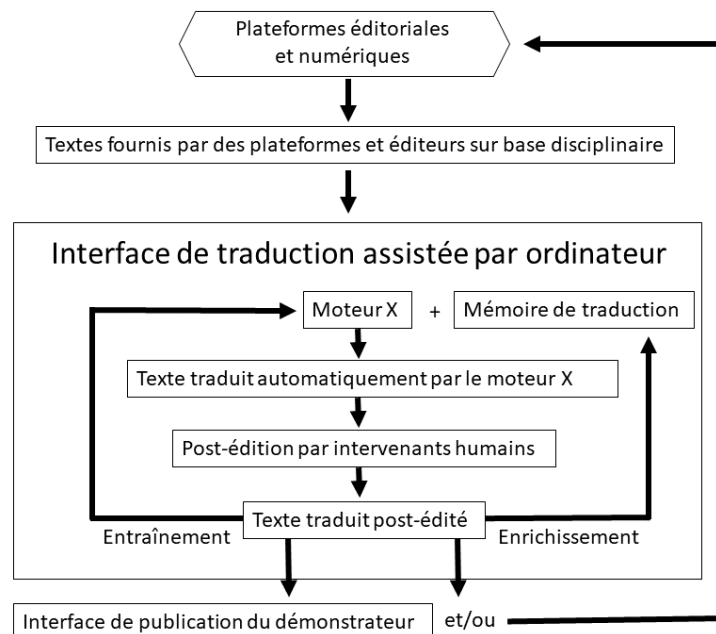 Plateformes éditoriales
et numériques
Textes fournis par des plateformes et éditeurs sur base disciplinaire
Interface de traduction assistée par ordinateur
Moteur X + Mémoire de traduction
Texte traduit automatiquement par le moteur X
Post-édition par intervenants humains
Texte traduit post-édité
Entraînement Enrichissement
Interface de publication du démonstrateur et/ou